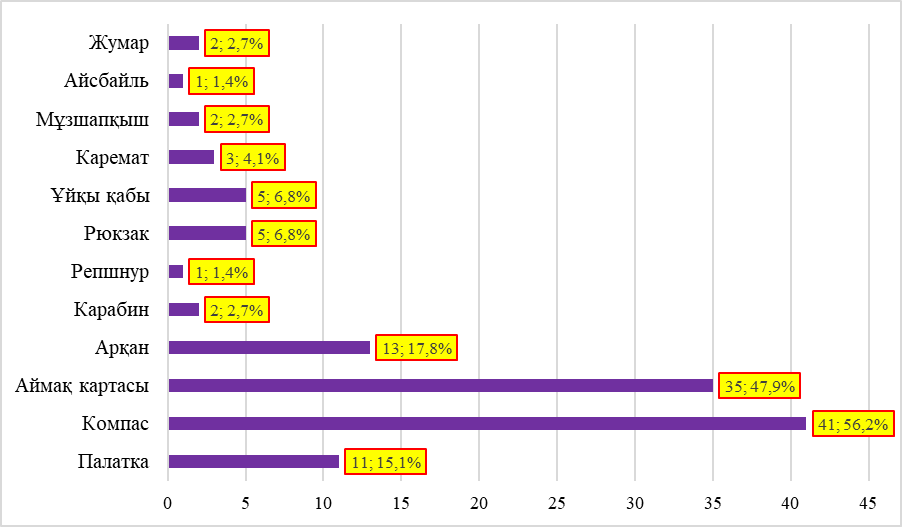 Жумар 2; 2,7%
Айсбайль 1; 1,4%
Мұзшапқыш 2; 2,7%
Каремат 3; 4,1%
Ұйқы қабы 5; 6,8%
Рюкзак 5; 6,8%
Репшнур 1; 1,4%
Карабин 2; 2,7%
Арқан 13; 17,8%
Аймақ картасы 35; 47,9%
Компас 41; 56,2%
Палатка 11; 15,1%
0 5 10 15 20 25 30 35 40 45